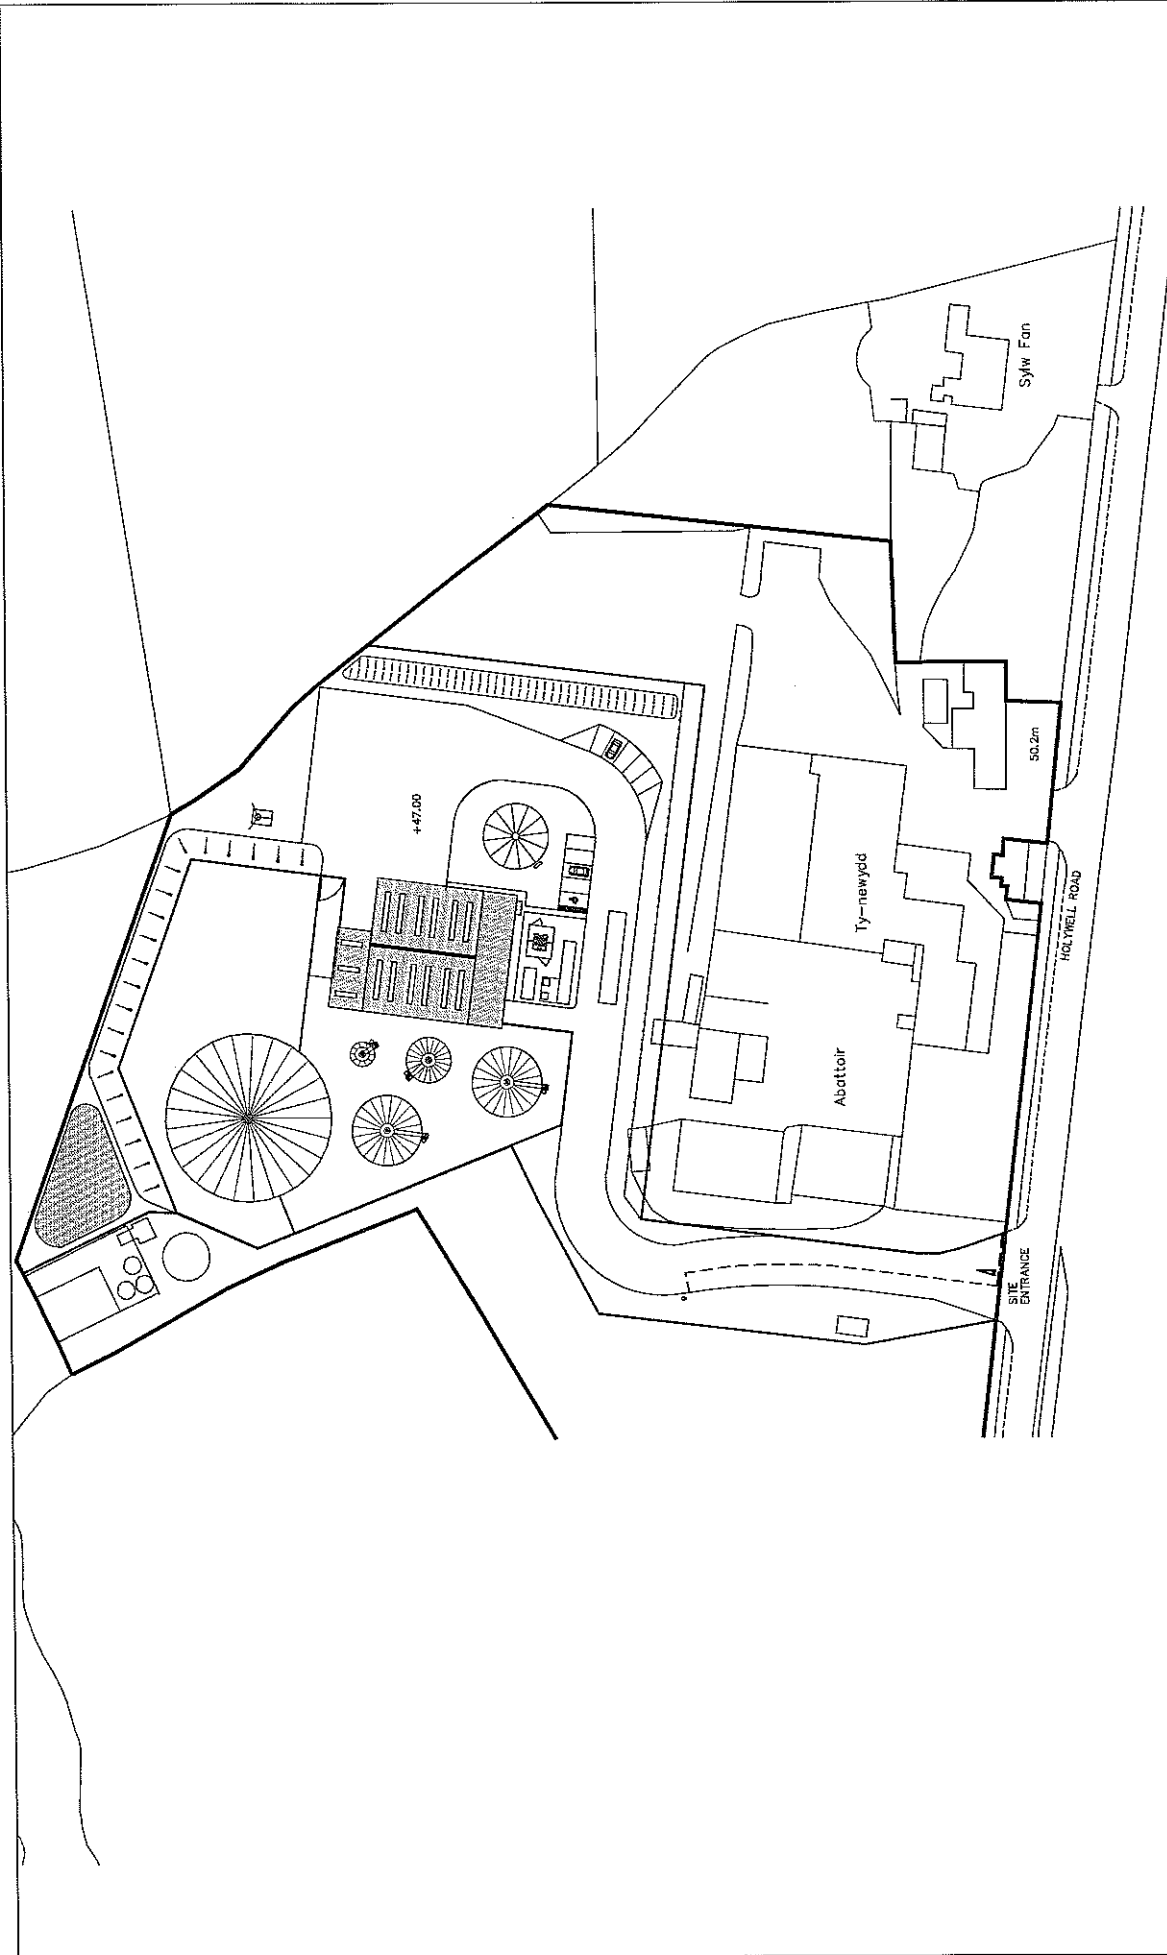 +47.00
Sylw Fan
50.2m
Ty-newydd
Abattoir
HOLYWELL ROAD
SITE
ENTRANCE